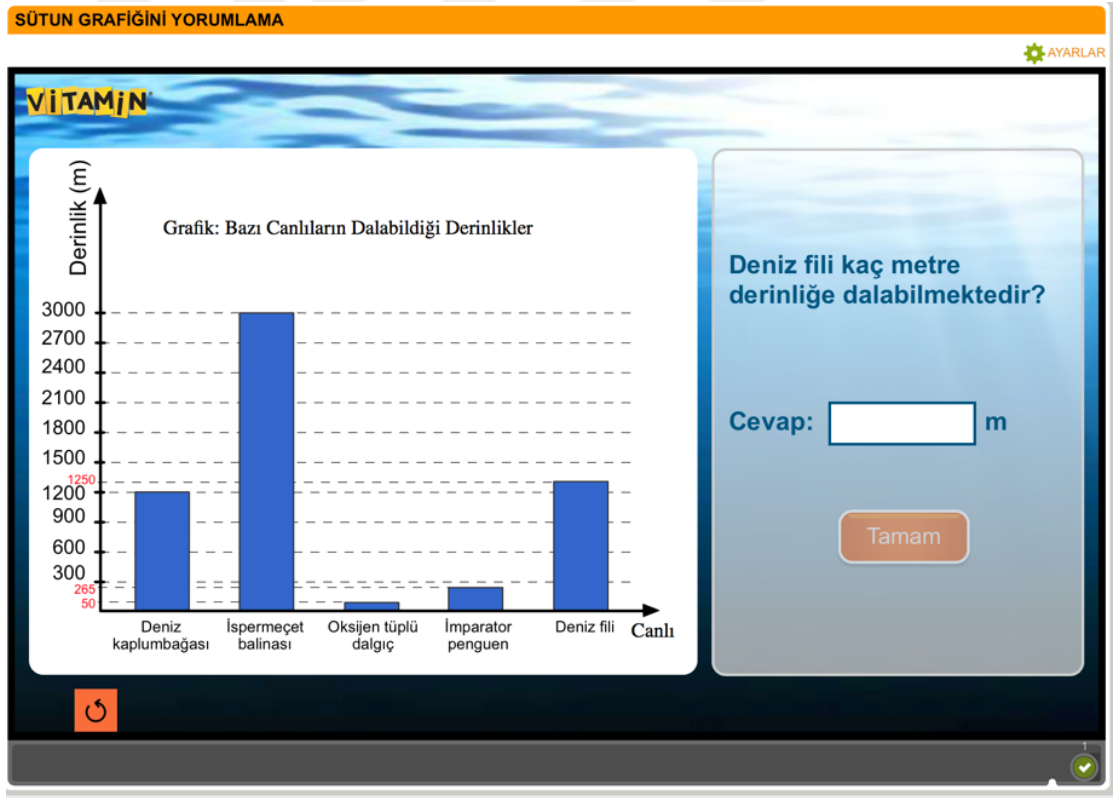 SÜTUN GRAFİĞİNİ YORUMLAMA
AYARLAR
VİTAMİN
Derinlik (m)
Grafik: Bazı Canlıların Dalabildiği Derinlikler
3000
2700
2400
2100
1800
1500
1250
1200
900
600
300
265
50
Deniz kaplumbağası
İspermeçet balinası
Oksijen tüplü dalgıç
İmparator penguen
Deniz fili
Canlı
Deniz fili kaç metre
derinliğe dalabilmektedir?
Cevap: m
Tamam
1